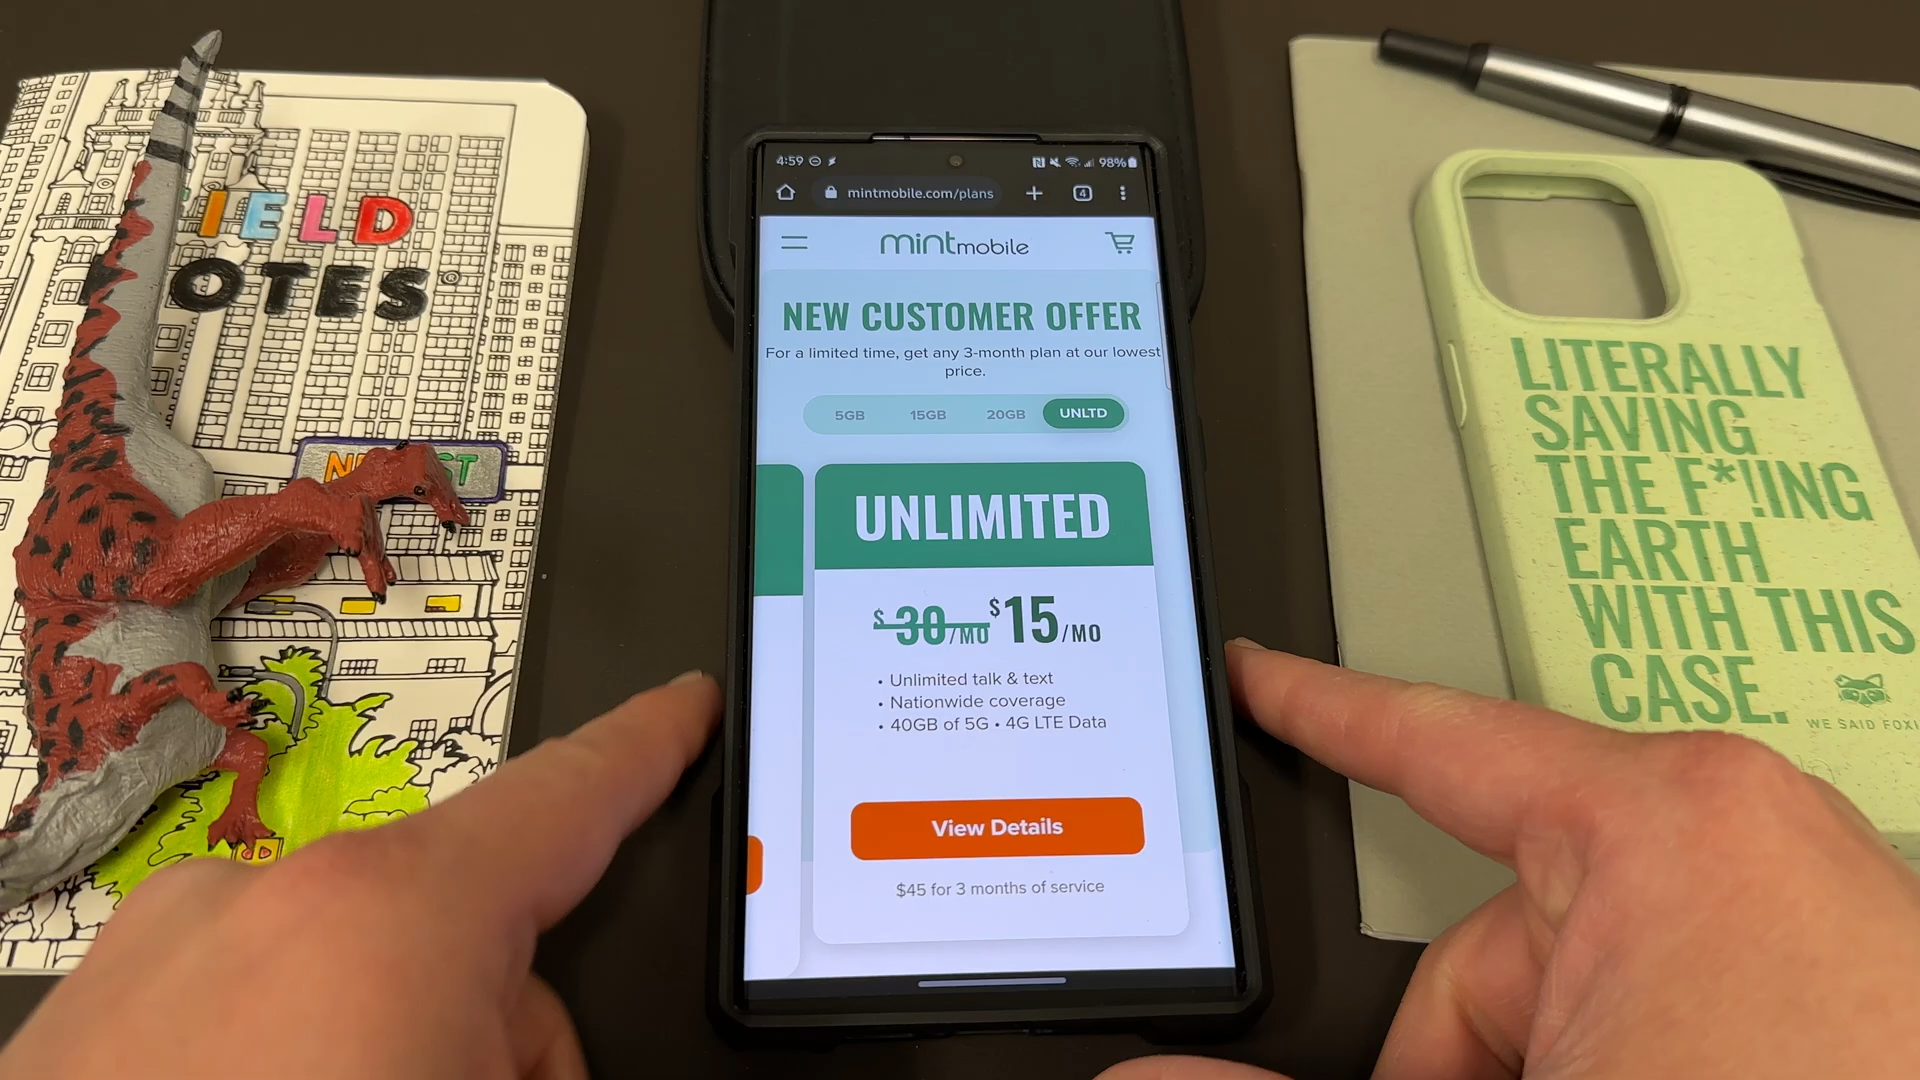 IELD
OTES®
4:59
98%
mintmobile.com/plans
4
mintmobile
NEW CUSTOMER OFFER
For a limited time, get any 3-month plan at our lowest
price.
5GB
15GB
20GB
UNLTD
UNLIMITED
$30/MO $15/MO
• Unlimited talk & text
• Nationwide coverage
• 40GB of 5G • 4G LTE Data
View Details
$45 for 3 months of service
LITERALLY
SAVING
THE F*!ING
EARTH
WITH THIS
CASE.
WE SAID FOXI